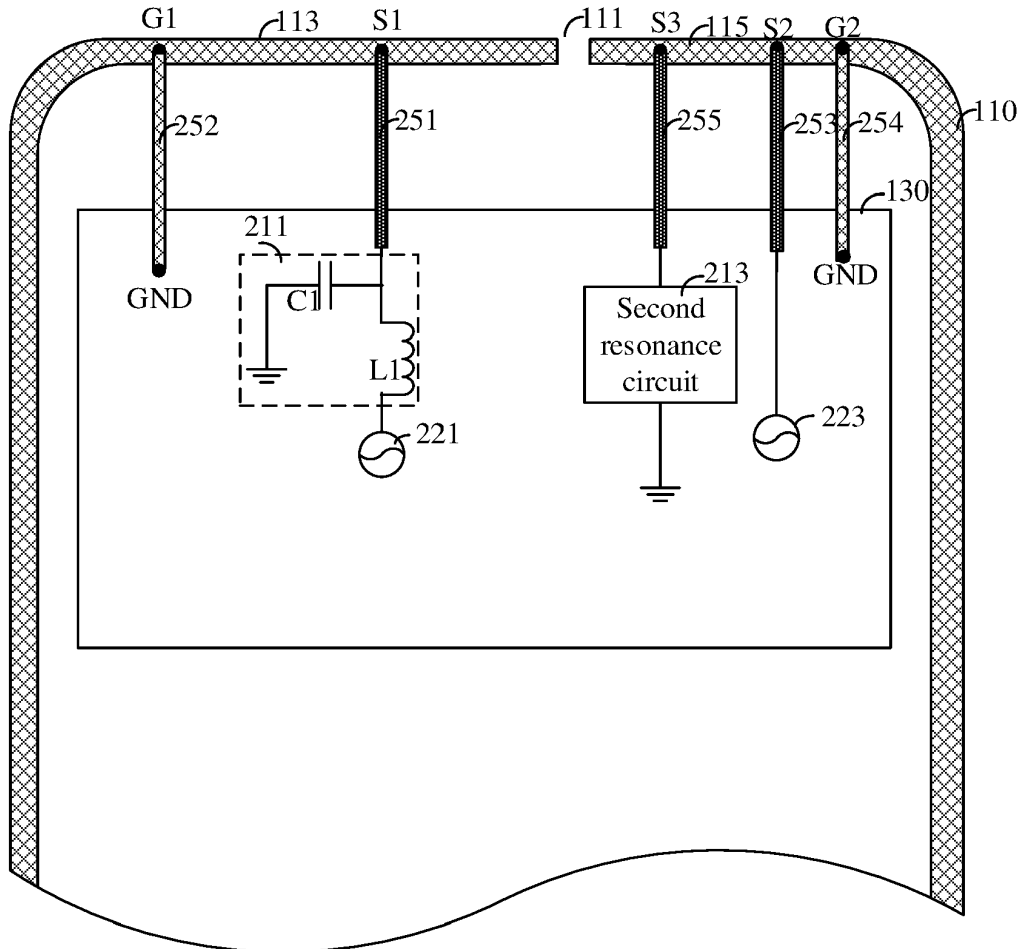 G1
113
S1
111
S3
115
S2
G2
252
251
255
253
254
110
130
211
213
GND
C1
GND
Second
resonance
circuit
L1
221
223